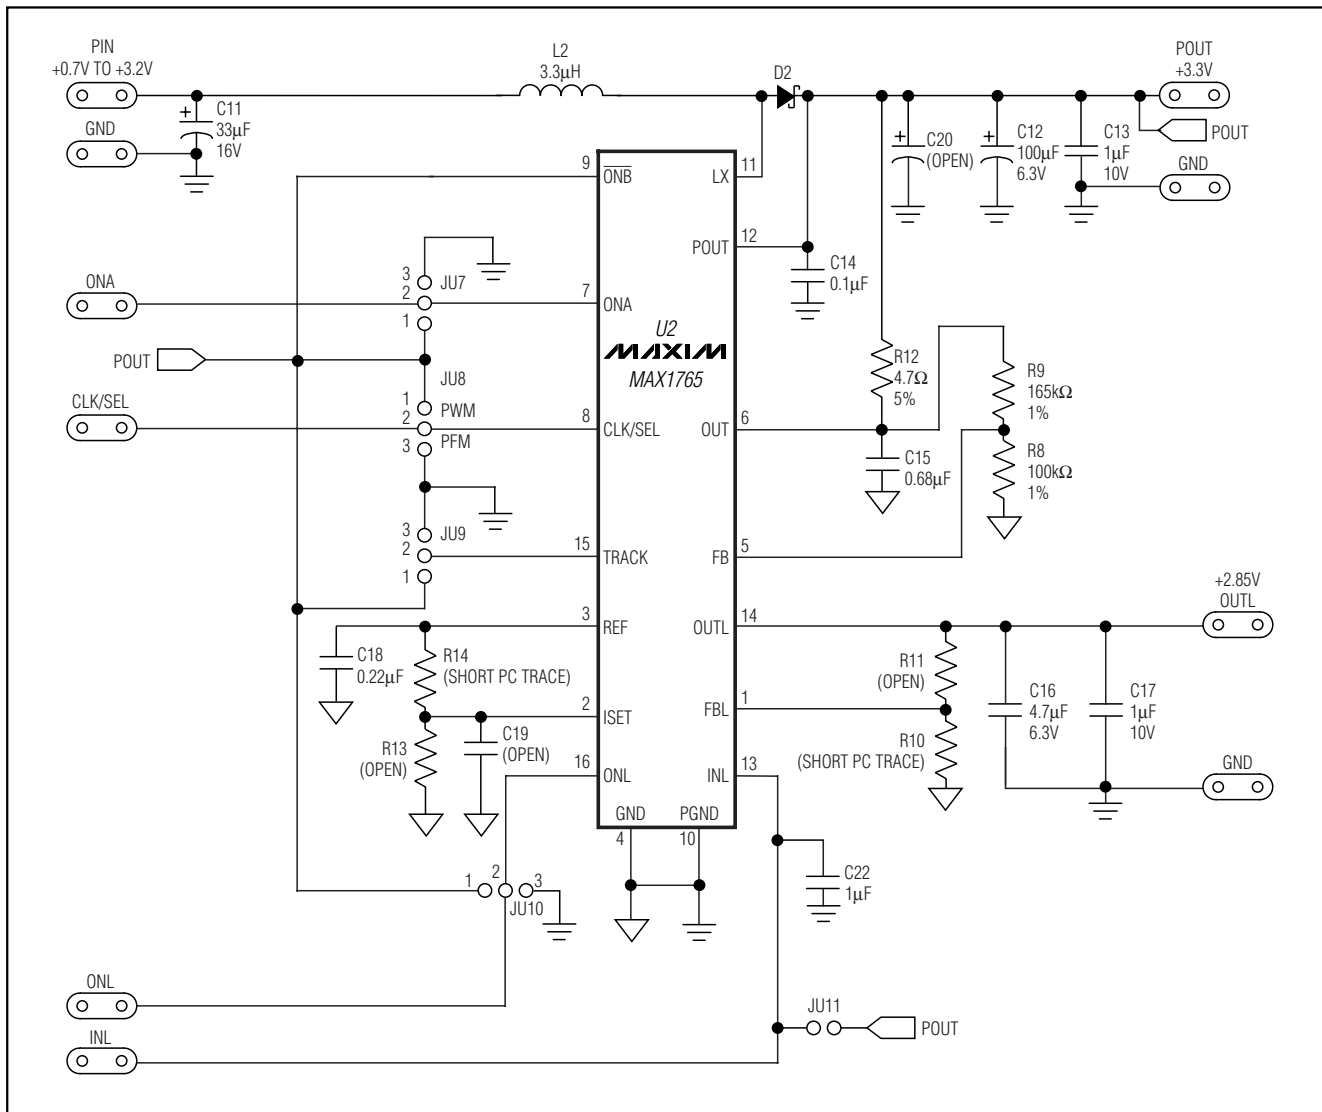 PIN
+0.7V TO +3.2V
L2
3.3µH
D2
POUT
+3.3V
+
C11
33µF
16V
GND
+
C20
(OPEN)
+
C12
100µF
6.3V
C13
1µF
10V
POUT
GND
9
ONB
LX
11
POUT
12
C14
0.1µF
3
JU7
2
1
ONA
7
ONA
U2
MAXIM
MAX1765
POUT
JU8
1
PWM
2
PFM
3
CLK/SEL
8
CLK/SEL
OUT
6
R12
4.7Ω
5%
R9
165kΩ
1%
R8
100kΩ
1%
C15
0.68µF
3
JU9
2
1
15
TRACK
FB
5
3
REF
OUTL
14
+2.85V
OUTL
C18
0.22µF
R14
(SHORT PC TRACE)
R11
(OPEN)
C16
4.7µF
6.3V
C17
1µF
10V
2
ISET
FBL
1
R13
(OPEN)
C19
(OPEN)
R10
(SHORT PC TRACE)
16
ONL
INL
13
GND
GND
PGND
4
10
C22
1µF
1
2
3
JU10
ONL
INL
JU11
POUT